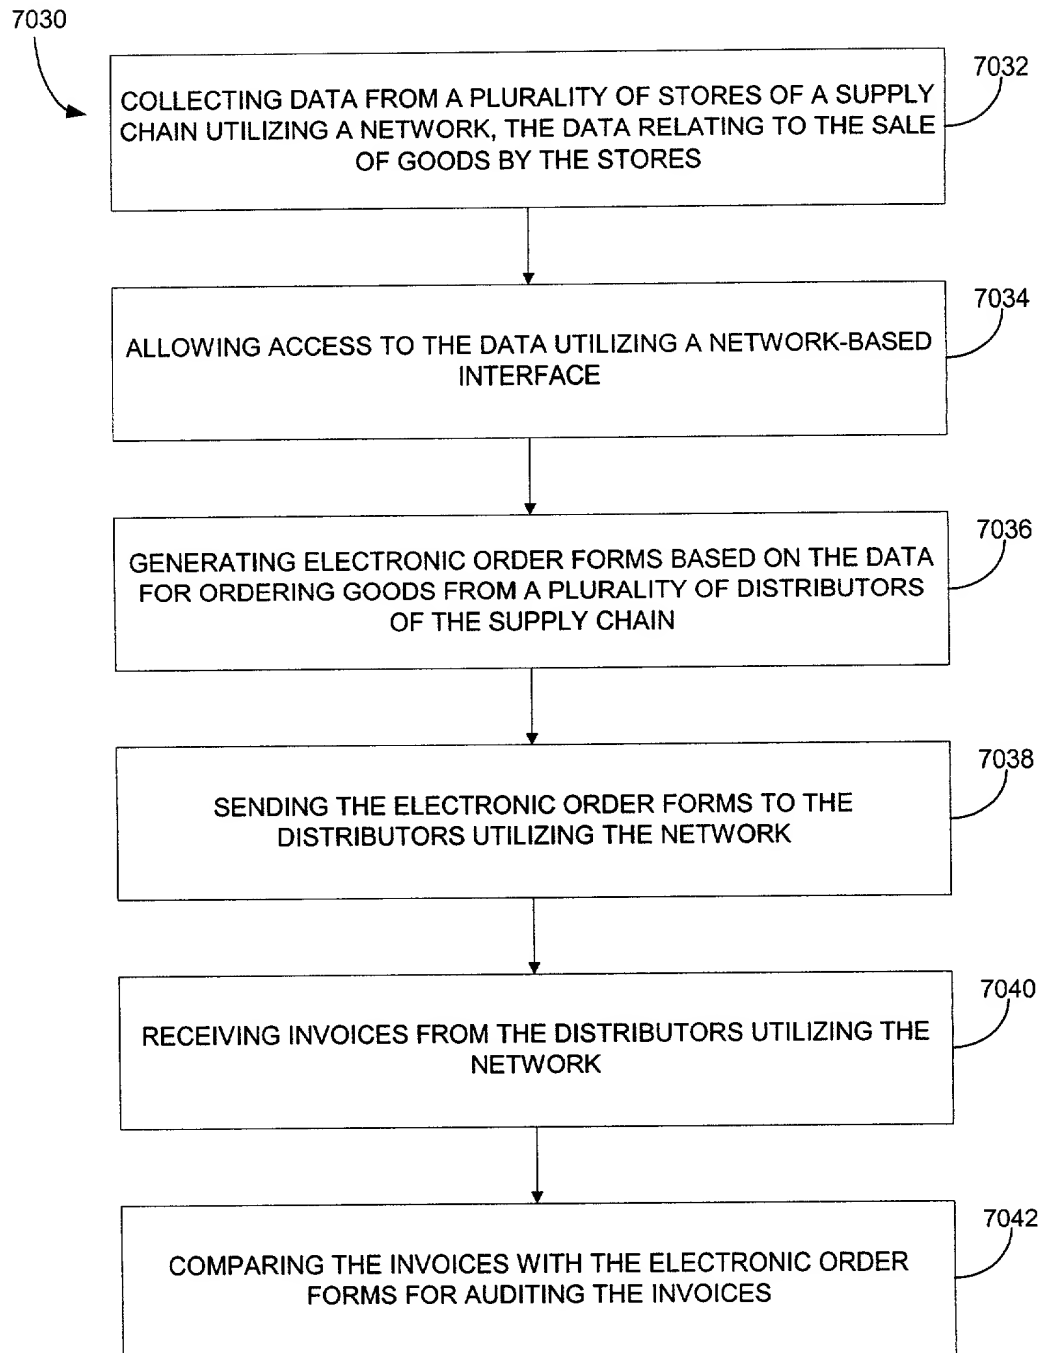 7030
7032
COLLECTING DATA FROM A PLURALITY OF STORES OF A SUPPLY
CHAIN UTILIZING A NETWORK, THE DATA RELATING TO THE SALE
OF GOODS BY THE STORES
7034
ALLOWING ACCESS TO THE DATA UTILIZING A NETWORK-BASED
INTERFACE
7036
GENERATING ELECTRONIC ORDER FORMS BASED ON THE DATA
FOR ORDERING GOODS FROM A PLURALITY OF DISTRIBUTORS
OF THE SUPPLY CHAIN
7038
SENDING THE ELECTRONIC ORDER FORMS TO THE
DISTRIBUTORS UTILIZING THE NETWORK
7040
RECEIVING INVOICES FROM THE DISTRIBUTORS UTILIZING THE
NETWORK
7042
COMPARING THE INVOICES WITH THE ELECTRONIC ORDER
FORMS FOR AUDITING THE INVOICES